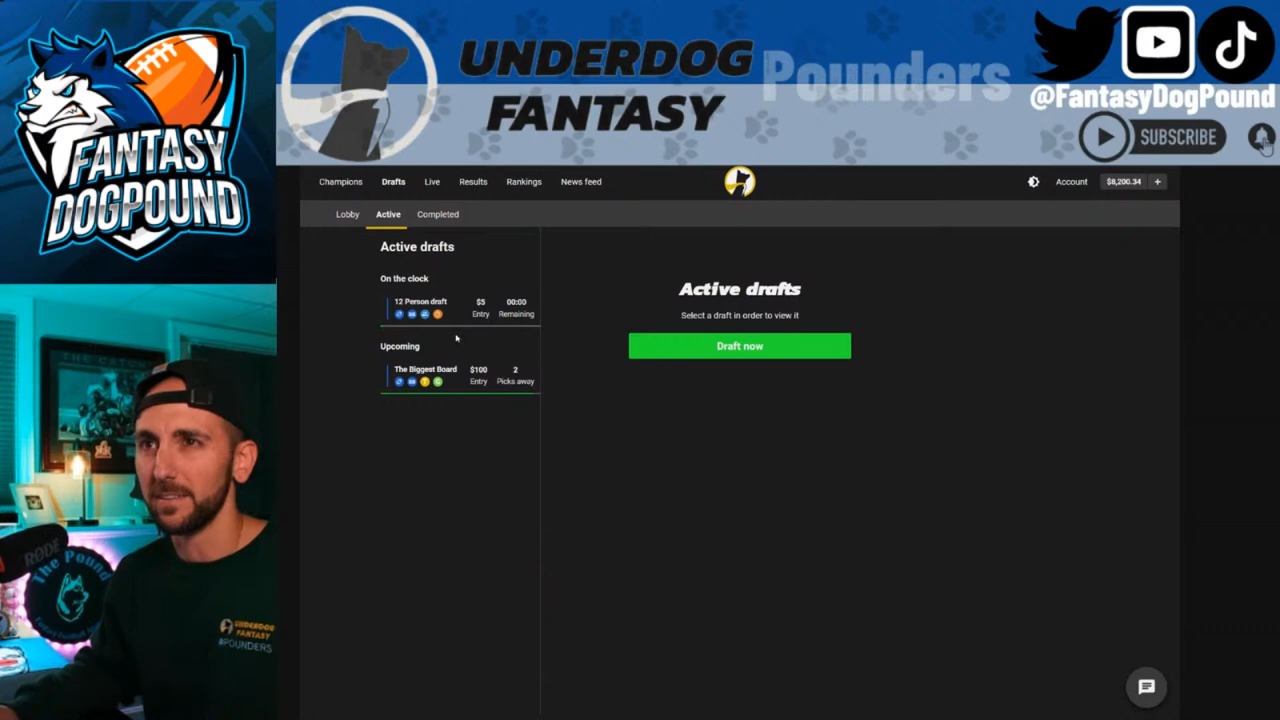 FANTASY
DOGPOUND
UNDERDOG
FANTASY
Pounders
@FantasyDogPound
SUBSCRIBE
Champions Drafts Live Results Rankings News feed
Account $8,200.34 +
Lobby Active Completed
Active drafts
On the clock
12 Person draft $5 00:00
Entry Remaining
Upcoming
The Biggest Board $100 2
Entry Picks away
Active drafts
Select a draft in order to view it
Draft now
THE CATCH
RØDE
The Pound
UNDERDOG
FANTASY
#POUNDERS